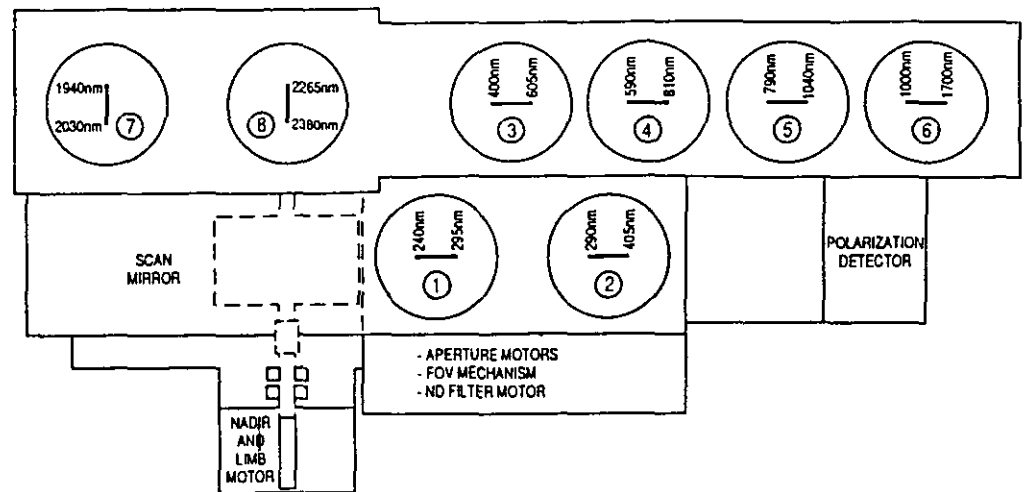 1940nm
2030nm
7
2265nm
2380nm
8
400nm
605nm
3
590nm
810nm
4
790nm
1040nm
5
1000nm
1700nm
6
SCAN
MIRROR
240nm
295nm
1
290nm
405nm
2
POLARIZATION
DETECTOR
- APERTURE MOTORS
- FOV MECHANISM
- ND FILTER MOTOR
NADIR
AND
LIMB
MOTOR